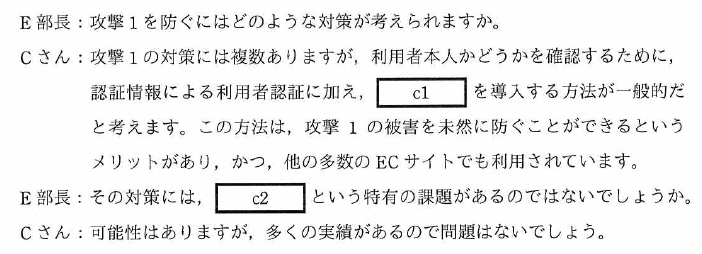 E 部長：攻撃 1 を防ぐにはどのような対策が考えられますか。
C さん：攻撃 1 の対策には複数ありますが，利用者本人かどうかを確認するために，
認証情報による利用者認証に加え， c1 を導入する方法が一般的だ
と考えます。この方法は，攻撃 1 の被害を未然に防ぐことができるという
メリットがあり，かつ，他の多数の EC サイトでも利用されています。
E 部長：その対策には， c2 という特有の課題があるのではないでしょうか。
C さん：可能性はありますが，多くの実績があるので問題はないでしょう。